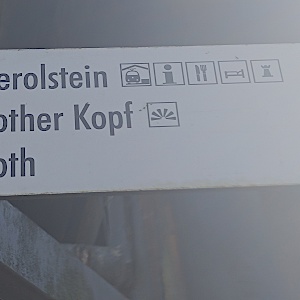 erolstein
other Kopf
oth